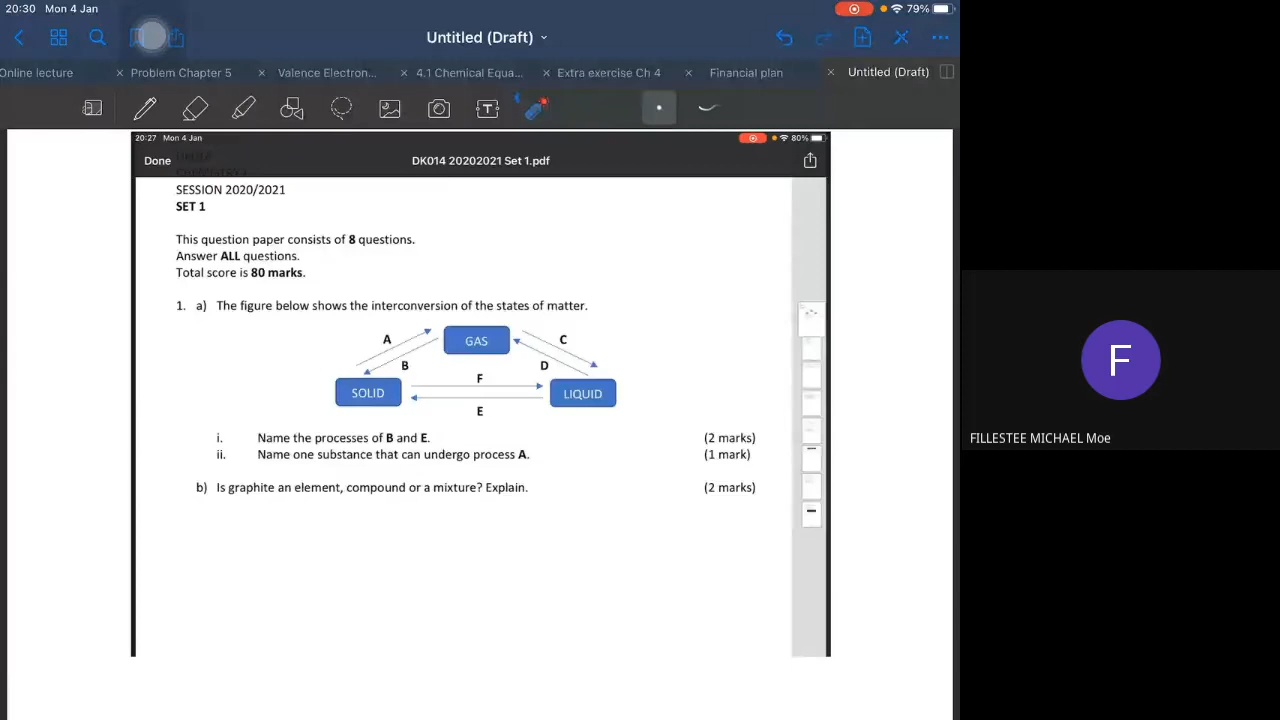 20:30 Mon 4 Jan
79%
Untitled (Draft)
Online lecture
Problem Chapter 5
Valence Electron...
4.1 Chemical Equa...
Extra exercise Ch 4
Financial plan
Untitled (Draft)
T
20:27 Mon 4 Jan
80%
Done
DK014 20202021 Set 1.pdf
SESSION 2020/2021
SET 1
This question paper consists of 8 questions.
Answer ALL questions.
Total score is 80 marks.
1. a) The figure below shows the interconversion of the states of matter.
A
GAS
C
B
D
F
SOLID
LIQUID
E
i. Name the processes of B and E. (2 marks)
ii. Name one substance that can undergo process A. (1 mark)
b) Is graphite an element, compound or a mixture? Explain. (2 marks)
F
FILLESTEE MICHAEL Moe